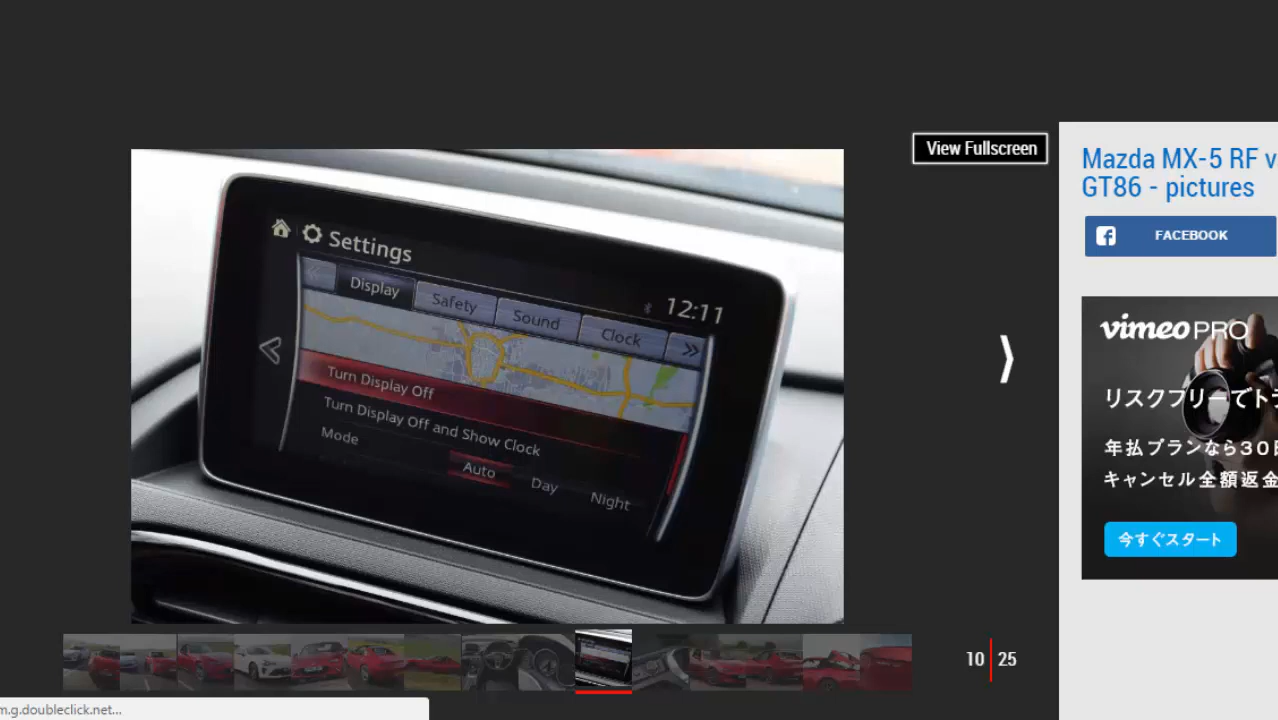 View Fullscreen
Mazda MX-5 RF v
GT86 - pictures
FACEBOOK
Settings
12:11
Display
Safety
Sound
Clock
Turn Display Off
Turn Display Off and Show Clock
Mode
Auto
Day
Night
vimeo PRO
リスクフリーでトラ
年払プランなら30日
キャンセル全額返金
今すぐスタート
10 25
m.g.doubleclick.net...